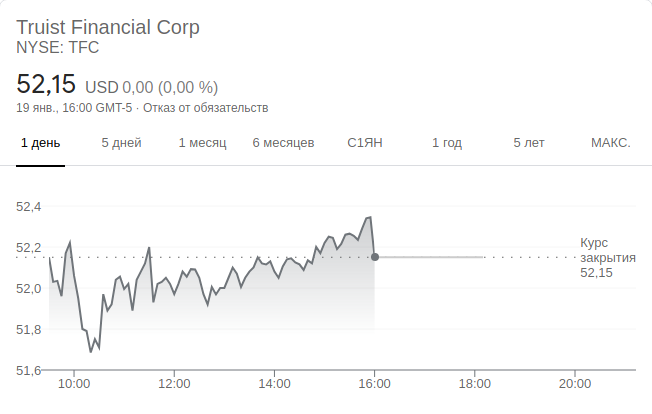 Truist Financial Corp
NYSE: TFC
52,15 USD 0,00 (0,00 %)
19 янв., 16:00 GMT-5 · Отказ от обязательств
1 день 5 дней 1 месяц 6 месяцев С1ЯН 1 год 5 лет МАКС.
52,4
52,2
52,0
51,8
51,6
Курс
закрытия
52,15
10:00 12:00 14:00 16:00 18:00 20:00